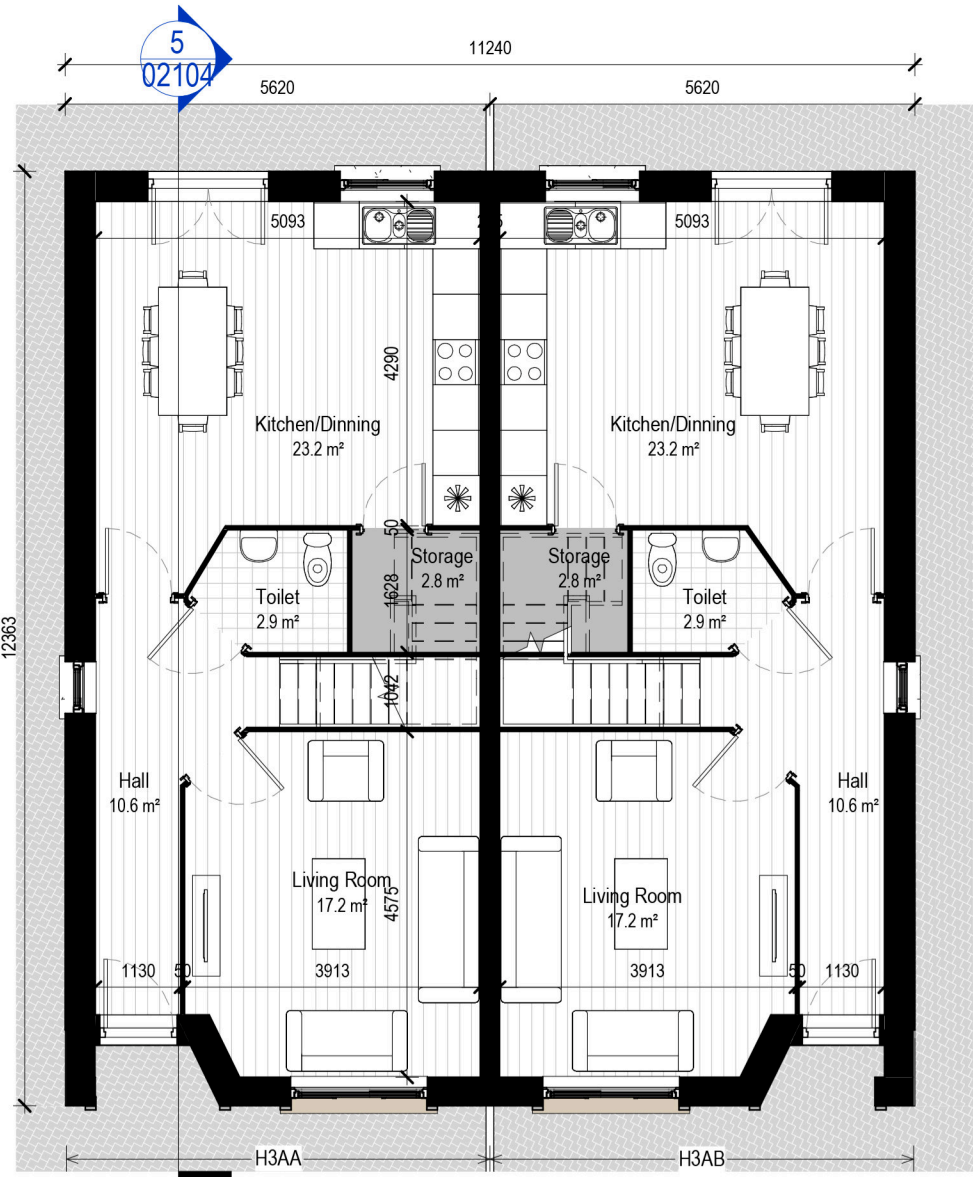 5
02104
11240
5620
5620
5093
5093
4290
Kitchen/Dinning
23.2 m²
Kitchen/Dinning
23.2 m²
50
Storage
2.8 m²
Storage
2.8 m²
1628
Toilet
2.9 m²
Toilet
2.9 m²
12363
1042
Hall
10.6 m²
Hall
10.6 m²
Living Room
17.2 m²
4575
Living Room
17.2 m²
1130
50
3913
3913
50
1130
H3AA
H3AB